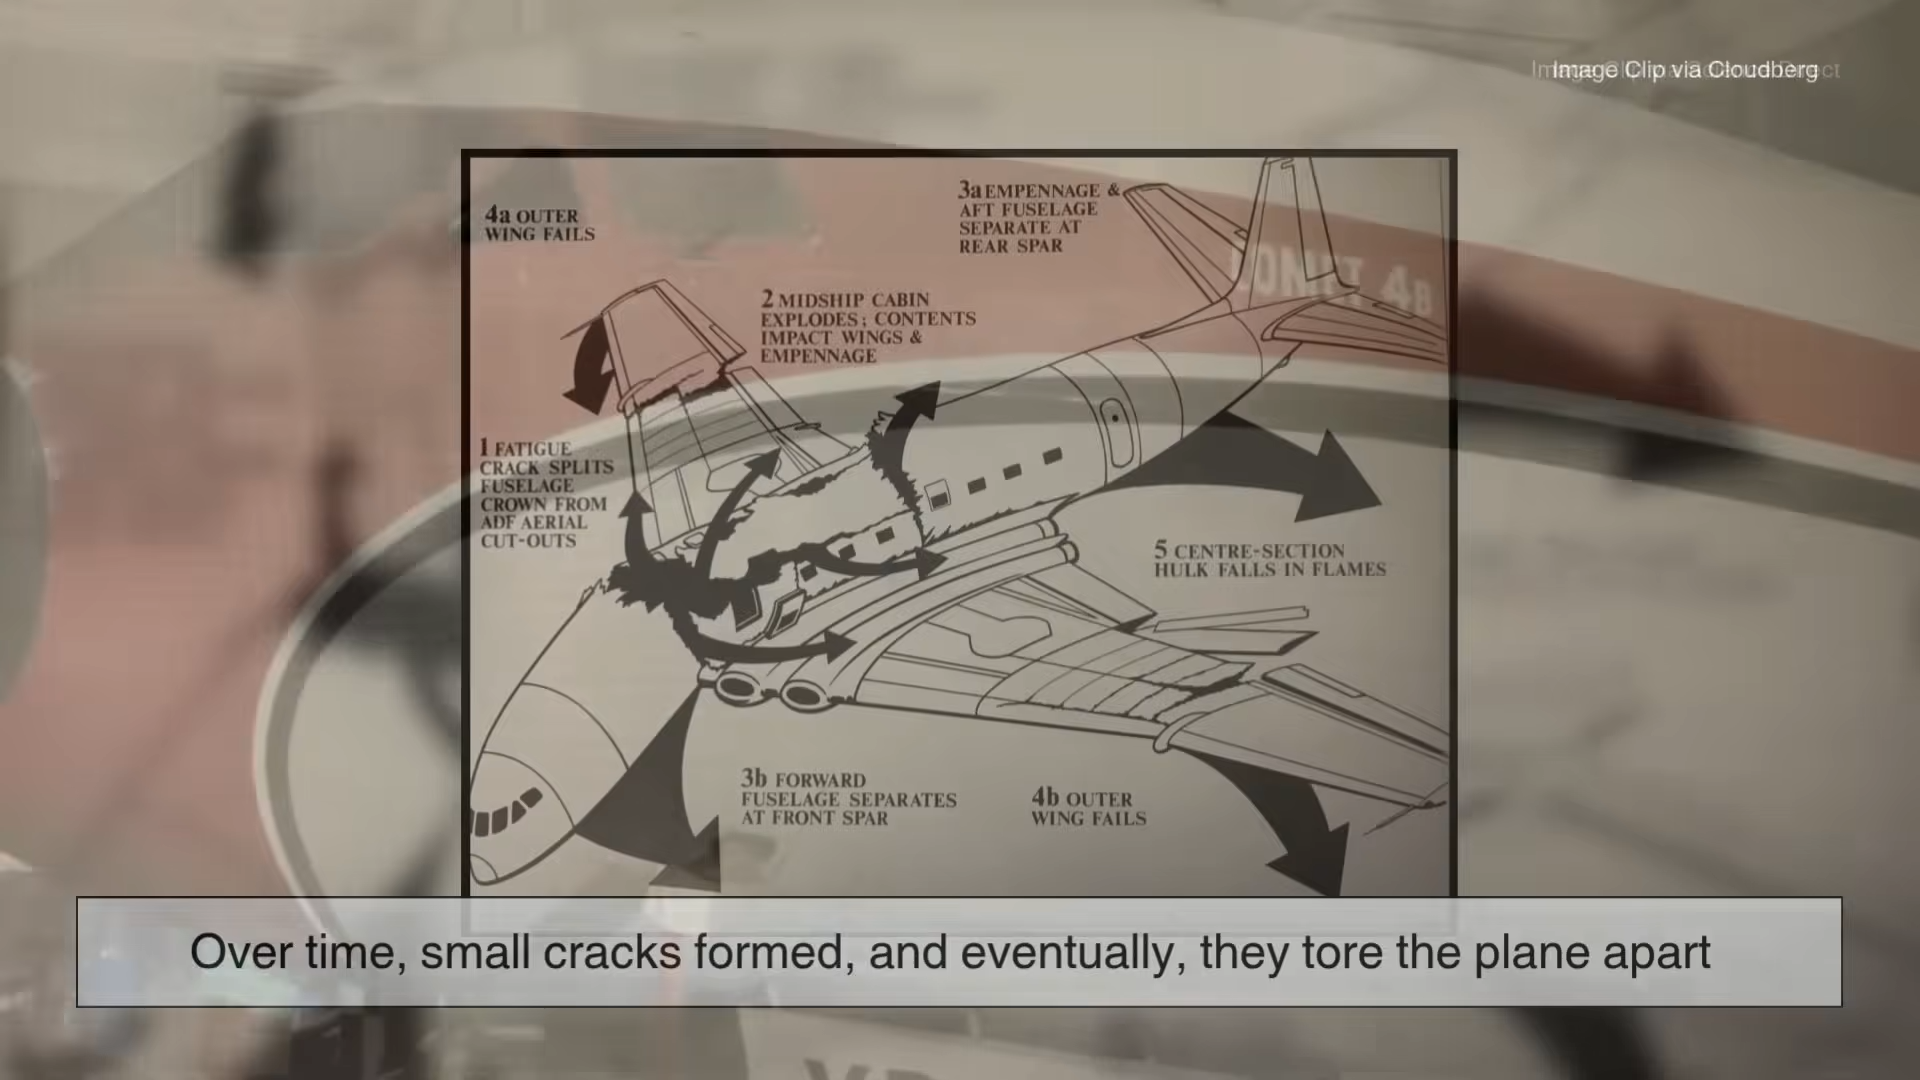 Image Clip via Cloudberg
4a OUTER
WING FAILS
3a EMPENNAGE &
AFT FUSELAGE
SEPARATE AT
REAR SPAR
COMET 4B
2 MIDSHIP CABIN
EXPLODES; CONTENTS
IMPACT WINGS &
EMPENNAGE
1 FATIGUE
CRACK SPLITS
FUSELAGE
CROWN FROM
ADF AERIAL
CUT-OUTS
5 CENTRE-SECTION
HULK FALLS IN FLAMES
3b FORWARD
FUSELAGE SEPARATES
AT FRONT SPAR
4b OUTER
WING FAILS
Over time, small cracks formed, and eventually, they tore the plane apart